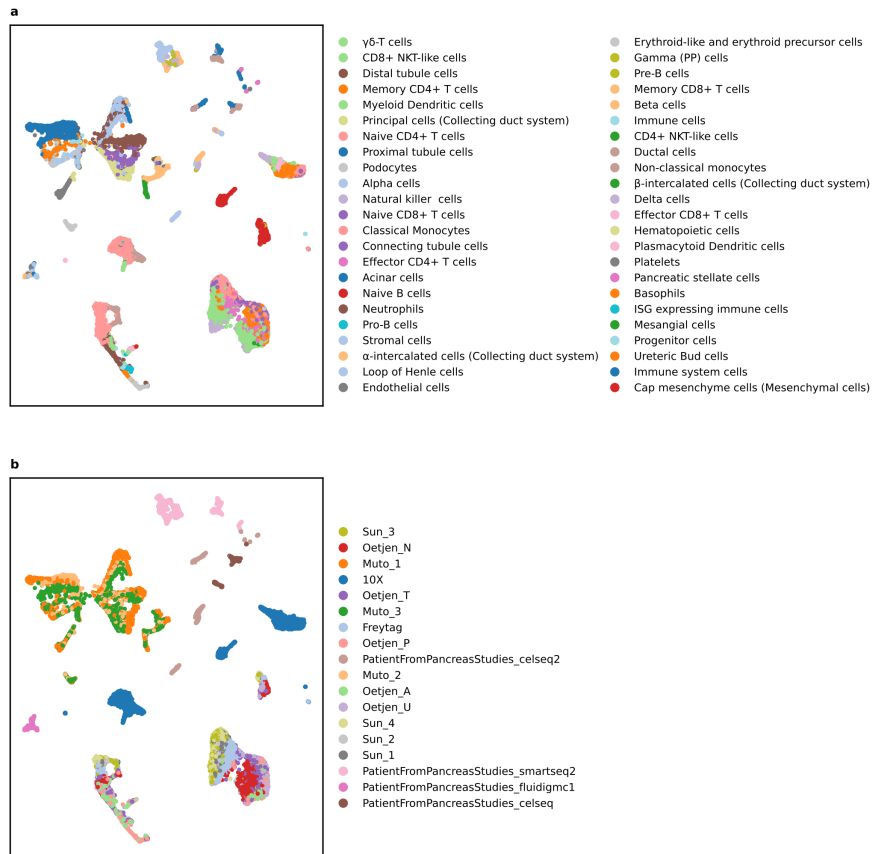 a
γδ-T cells
CD8+ NKT-like cells
Distal tubule cells
Memory CD4+ T cells
Myeloid Dendritic cells
Principal cells (Collecting duct system)
Naive CD4+ T cells
Proximal tubule cells
Podocytes
Alpha cells
Natural killer  cells
Naive CD8+ T cells
Classical Monocytes
Connecting tubule cells
Effector CD4+ T cells
Acinar cells
Naive B cells
Neutrophils
Pro-B cells
Stromal cells
α-intercalated cells (Collecting duct system)
Loop of Henle cells
Endothelial cells
Erythroid-like and erythroid precursor cells
Gamma (PP) cells
Pre-B cells
Memory CD8+ T cells
Beta cells
Immune cells
CD4+ NKT-like cells
Ductal cells
Non-classical monocytes
β-intercalated cells (Collecting duct system)
Delta cells
Effector CD8+ T cells
Hematopoietic cells
Plasmacytoid Dendritic cells
Platelets
Pancreatic stellate cells
Basophils
ISG expressing immune cells
Mesangial cells
Progenitor cells
Ureteric Bud cells
Immune system cells
Cap mesenchyme cells (Mesenchymal cells)
b
Sun_3
Oetjen_N
Muto_1
10X
Oetjen_T
Muto_3
Freytag
Oetjen_P
PatientFromPancreasStudies_celseq2
Muto_2
Oetjen_A
Oetjen_U
Sun_4
Sun_2
Sun_1
PatientFromPancreasStudies_smartseq2
PatientFromPancreasStudies_fluidigmc1
PatientFromPancreasStudies_celseq